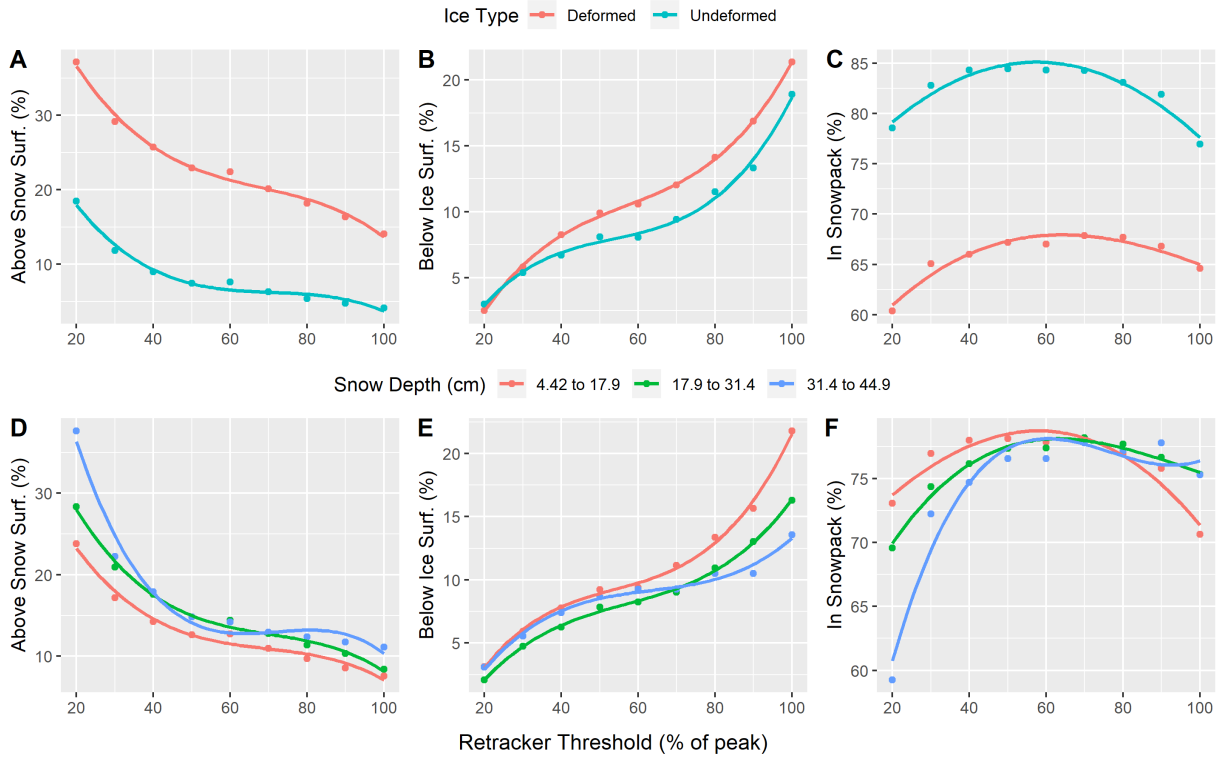 Ice Type Deformed Undeformed
A B C
Above Snow Surf. (%)
30
20
10
20 40 60 80 100
Below Ice Surf. (%)
20
15
10
5
20 40 60 80 100
In Snowpack (%)
85
80
75
70
65
60
20 40 60 80 100
Snow Depth (cm) 4.42 to 17.9 17.9 to 31.4 31.4 to 44.9
D E F
Above Snow Surf. (%)
30
20
10
20 40 60 80 100
Below Ice Surf. (%)
20
15
10
5
20 40 60 80 100
In Snowpack (%)
75
70
65
60
20 40 60 80 100
Retracker Threshold (% of peak)